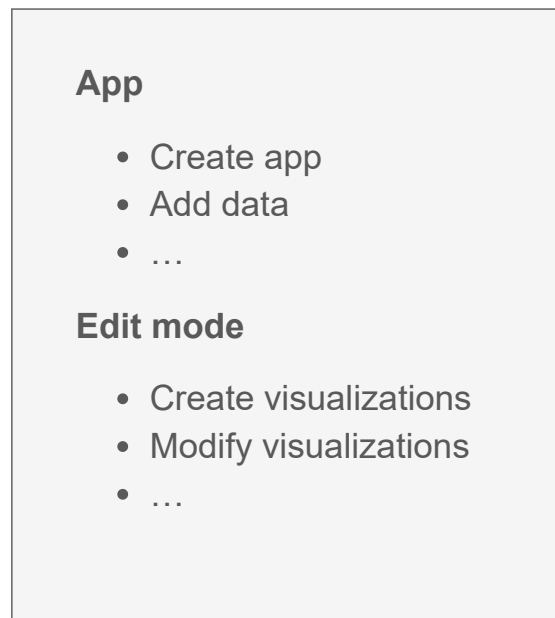 App
• Create app
• Add data
• …
Edit mode
• Create visualizations
• Modify visualizations
• …